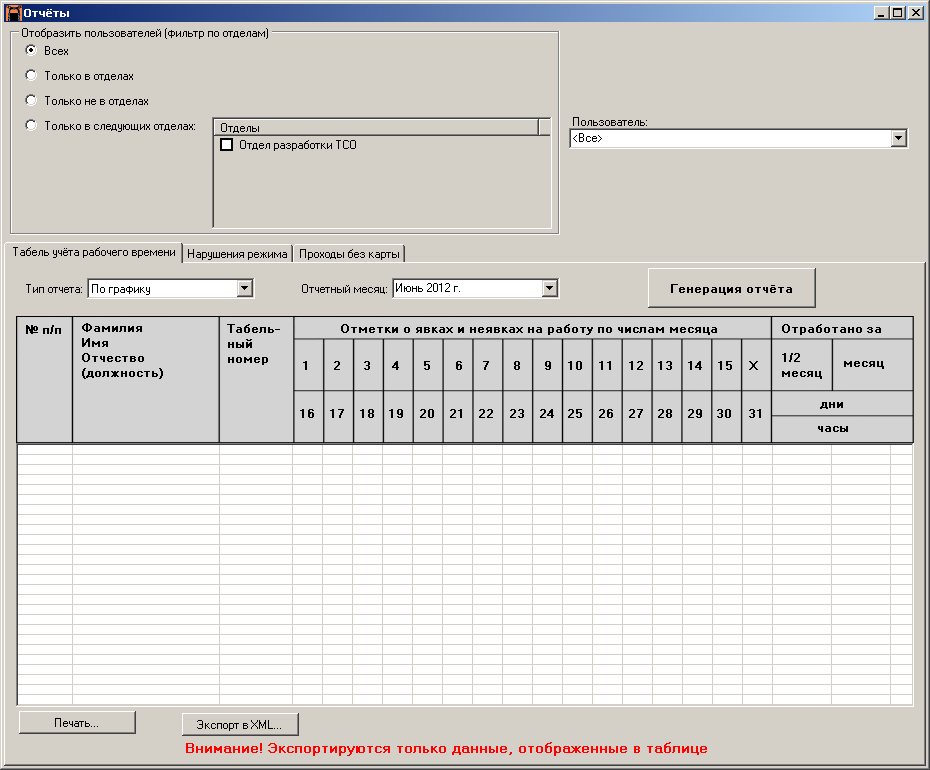 Отчёты
Отобразить пользователей (фильтр по отделам)
Всех
Только в отделах
Только не в отделах
Только в следующих отделах:
Отделы
Отдел разработки ТСО
Пользователь:
<Все>
Табель учёта рабочего времени
Нарушения режима
Проходы без карты
Тип отчета:
По графику
Отчетный месяц:
Июнь 2012 г.
Генерация отчёта
№ п/п
Фамилия
Имя
Отчество
(должность)
Табель-
ный
номер
Отметки о явках и неявках на работу по числам месяца
1 2 3 4 5 6 7 8 9 10 11 12 13 14 15 X
16 17 18 19 20 21 22 23 24 25 26 27 28 29 30 31
Отработано за
1/2
месяц
месяц
дни
часы
Печать...
Экспорт в XML...
Внимание! Экспортируются только данные, отображенные в таблице